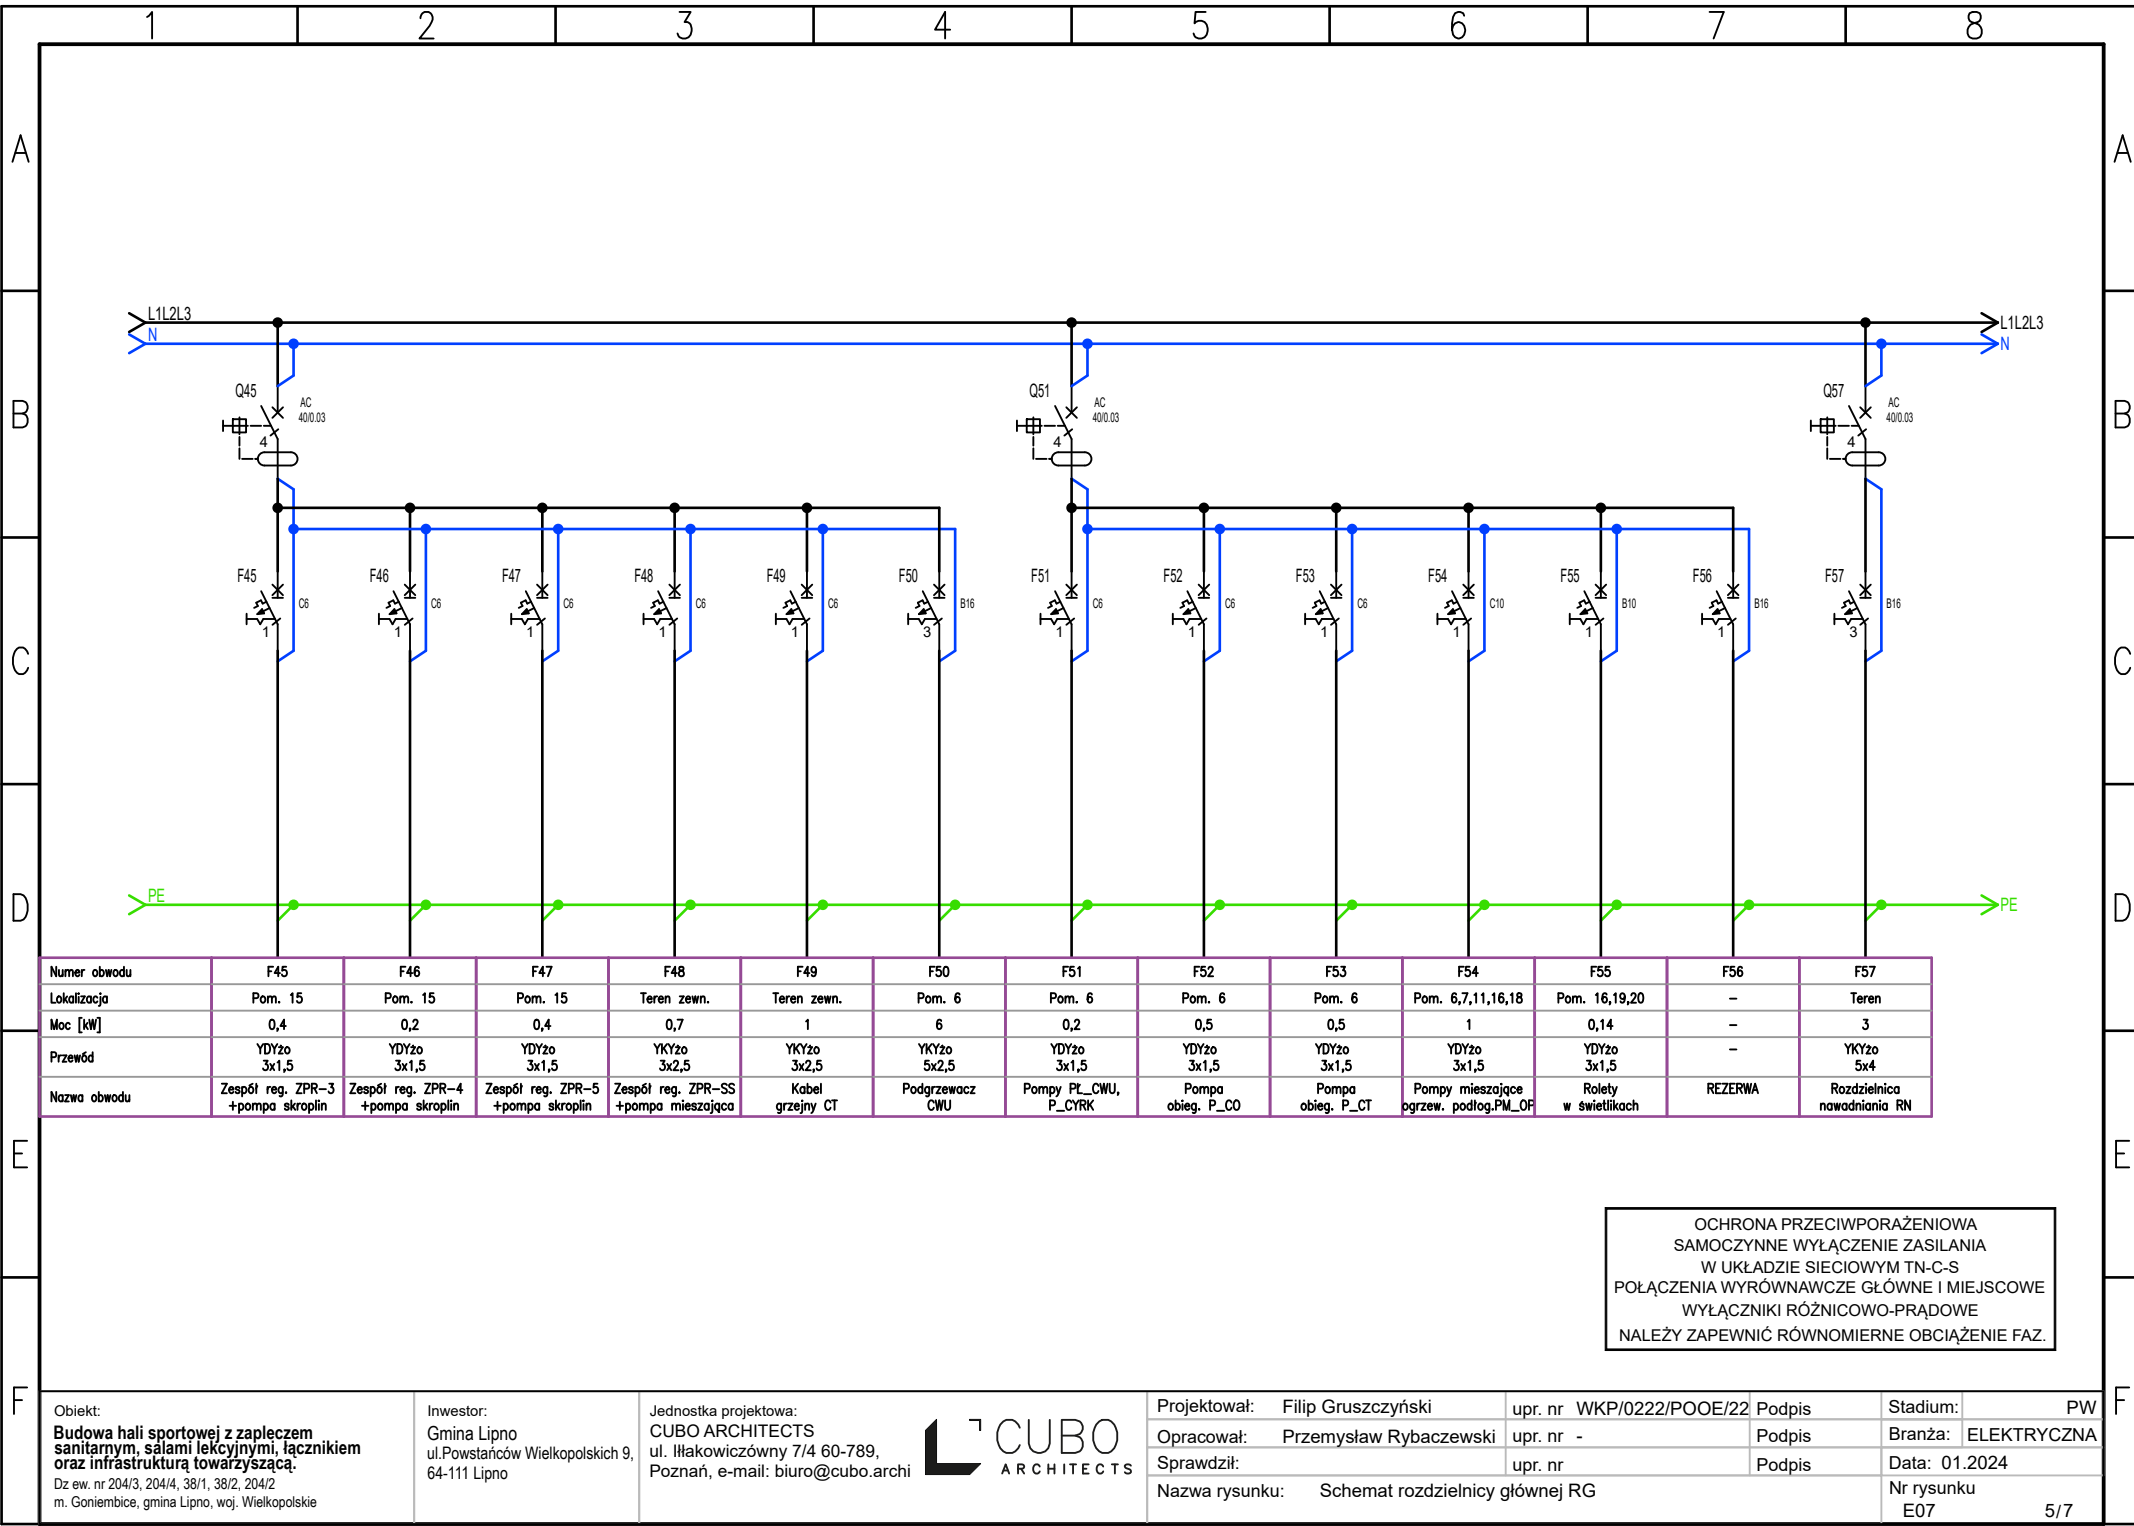 1 2 3 4 5 6 7 8
A A
L1L2L3 L1L2L3
N N
Q45 AC Q51 AC Q57 AC
B 40/0.03 40/0.03 40/0.03 B
4 4 4
F45 F46 F47 F48 F49 F50 F51 F52 F53 F54 F55 F56 F57
C6 C6 C6 C6 C6 B16 C6 C6 C6 C10 B10 B16 B16
1 1 1 1 1 3 1 1 1 1 1 1 3
C C
PE PE
D D
Numer obwodu F45 F46 F47 F48 F49 F50 F51 F52 F53 F54 F55 F56 F57
Lokalizacja Pom. 15 Pom. 15 Pom. 15 Teren zewn. Teren zewn. Pom. 6 Pom. 6 Pom. 6 Pom. 6 Pom. 6,7,11,16,18 Pom. 16,19,20 – Teren
Moc [kW] 0,4 0,2 0,4 0,7 1 6 0,2 0,5 0,5 1 0,14 – 3
Przewód YDYżo YDYżo YDYżo YKYżo YKYżo YKYżo YDYżo YDYżo YDYżo YDYżo YDYżo – YKYżo
3x1,5 3x1,5 3x1,5 3x2,5 3x2,5 5x2,5 3x1,5 3x1,5 3x1,5 3x1,5 3x1,5 5x4
Nazwa obwodu Zespół reg. ZPR–3 Zespół reg. ZPR–4 Zespół reg. ZPR–5 Zespół reg. ZPR–SS Kabel Podgrzewacz Pompy PŁ_CWU, Pompa Pompa Pompy mieszające Rolety REZERWA Rozdzielnica
+pompa skroplin +pompa skroplin +pompa skroplin +pompa mieszająca grzejny CT CWU P_CYRK obieg. P_CO obieg. P_CT ogrzew. podłog.PM_OP w świetlikach nawadniania RN
E E
OCHRONA PRZECIWPORAŻENIOWA
SAMOCZYNNE WYŁĄCZENIE ZASILANIA
W UKŁADZIE SIECIOWYM TN-C-S
POŁĄCZENIA WYRÓWNAWCZE GŁÓWNE I MIEJSCOWE
WYŁĄCZNIKI RÓŻNICOWO-PRĄDOWE
NALEŻY ZAPEWNIĆ RÓWNOMIERNE OBCIĄŻENIE FAZ.
F F
Obiekt:
Budowa hali sportowej z zapleczem
sanitarnym, salami lekcyjnymi, łącznikiem
oraz infrastrukturą towarzyszącą.
Dz ew. nr 204/3, 204/4, 38/1, 38/2, 204/2
m. Goniembice, gmina Lipno, woj. Wielkopolskie
Inwestor:
Gmina Lipno
ul.Powstańców Wielkopolskich 9,
64-111 Lipno
Jednostka projektowa:
CUBO ARCHITECTS
ul. Iłłakowiczówny 7/4 60-789,
Poznań, e-mail: biuro@cubo.archi
CUBO
ARCHITECTS
Projektował: Filip Gruszczyński upr. nr WKP/0222/POOE/22 Podpis Stadium: PW
Opracował: Przemysław Rybaczewski upr. nr - Podpis Branża: ELEKTRYCZNA
Sprawdził: upr. nr Podpis Data: 01.2024
Nazwa rysunku: Schemat rozdzielnicy głównej RG Nr rysunku
E07 5/7